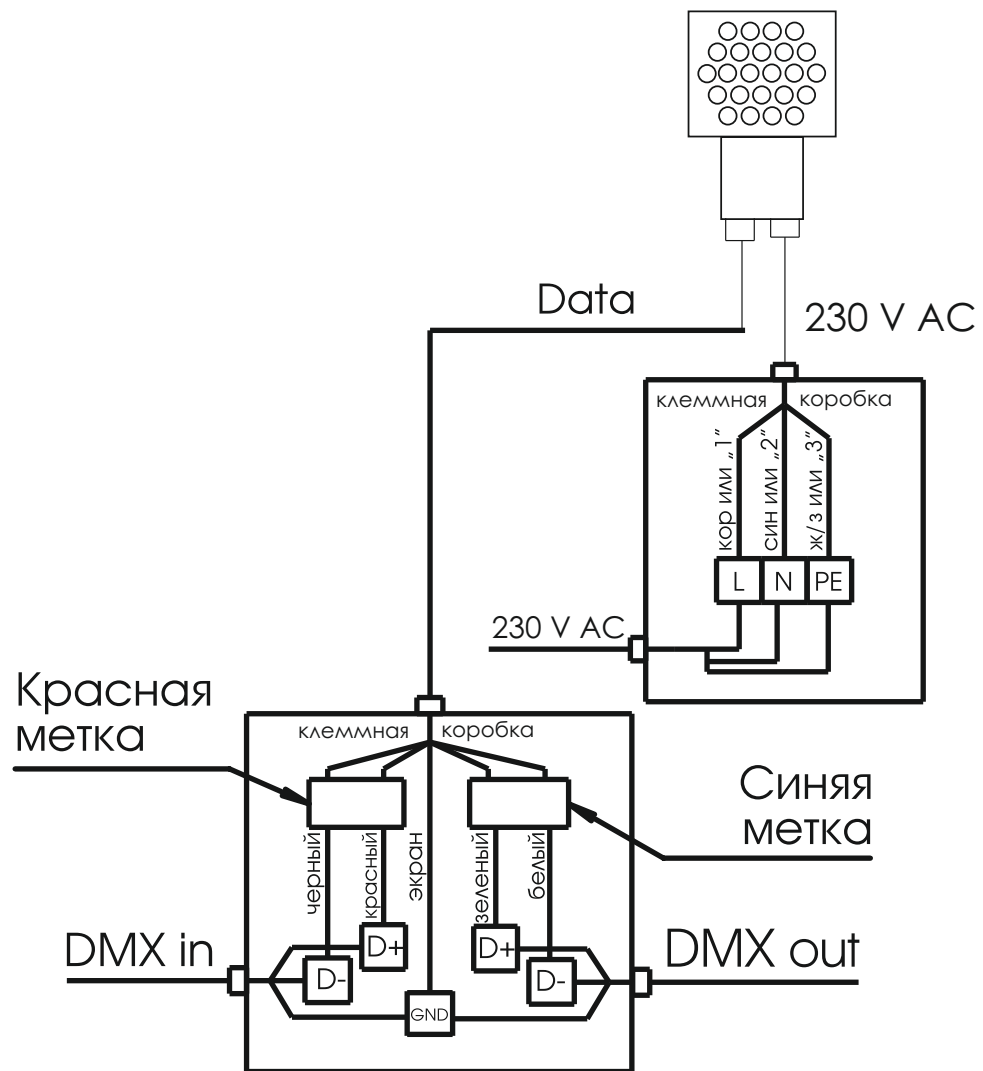 Data
230 V AC
клеммная коробка
кор или „1”
син или „2”
ж/з или „3”
L N PE
230 V AC
Красная
метка
клеммная коробка
Синяя
метка
черный
красный
экран
зеленый
белый
DMX in
D+
D-
GND
D+
D-
DMX out